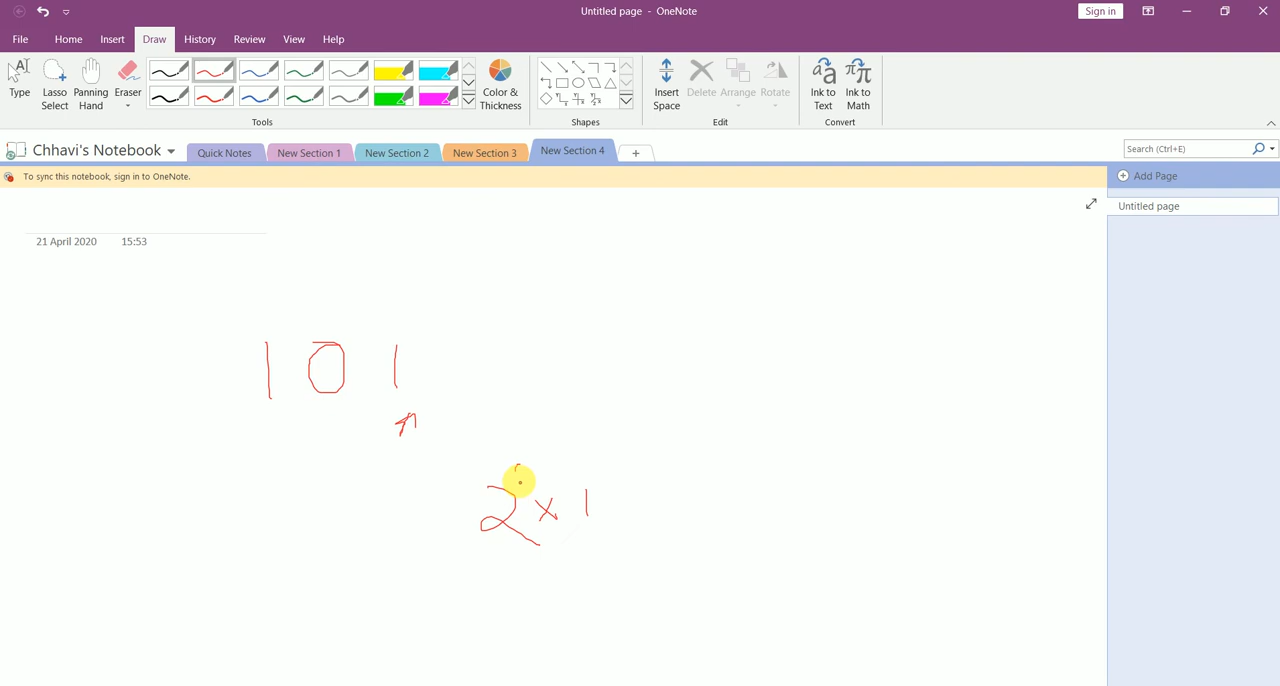 Untitled page - OneNote
Sign in
File Home Insert Draw History Review View Help
Type
Lasso Select
Panning Hand
Eraser
Color & Thickness
Insert Space
Delete
Arrange
Rotate
Ink to Text
Ink to Math
Tools
Shapes
Edit
Convert
Chhavi's Notebook
Quick Notes
New Section 1
New Section 2
New Section 3
New Section 4
+
Search (Ctrl+E)
To sync this notebook, sign in to OneNote.
Add Page
Untitled page
21 April 2020 15:53
1 0 1
2 x 1